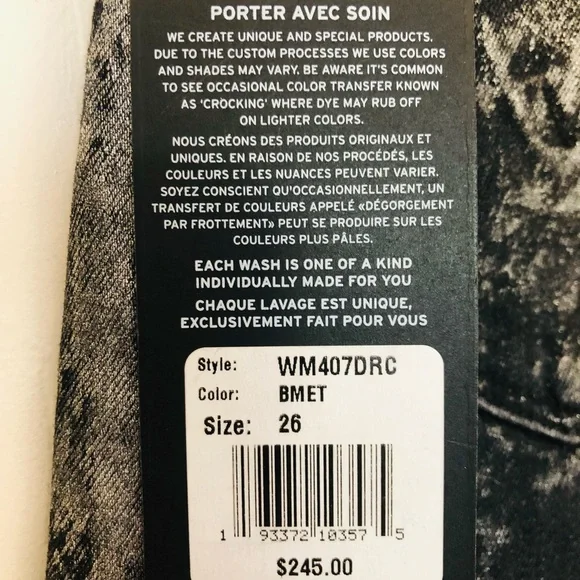 PORTER AVEC SOIN
WE CREATE UNIQUE AND SPECIAL PRODUCTS.
DUE TO THE CUSTOM PROCESSES WE USE COLORS
AND SHADES MAY VARY. BE AWARE IT'S COMMON
TO SEE OCCASIONAL COLOR TRANSFER KNOWN
AS 'CROCKING' WHERE DYE MAY RUB OFF
ON LIGHTER COLORS.
NOUS CRÉONS DES PRODUITS ORIGINAUX ET
UNIQUES. EN RAISON DE NOS PROCÉDÉS, LES
COULEURS ET LES NUANCES PEUVENT VARIER.
SOYEZ CONSCIENT QU'OCCASIONNELLEMENT, UN
TRANSFERT DE COULEURS APPELÉ «DÉGORGEMENT
PAR FROTTEMENT» PEUT SE PRODUIRE SUR LES
COULEURS PLUS PÂLES.
EACH WASH IS ONE OF A KIND
INDIVIDUALLY MADE FOR YOU
CHAQUE LAVAGE EST UNIQUE,
EXCLUSIVEMENT FAIT POUR VOUS
Style: WM407DRC
Color: BMET
Size: 26
1 93372 10357 5
$245.00